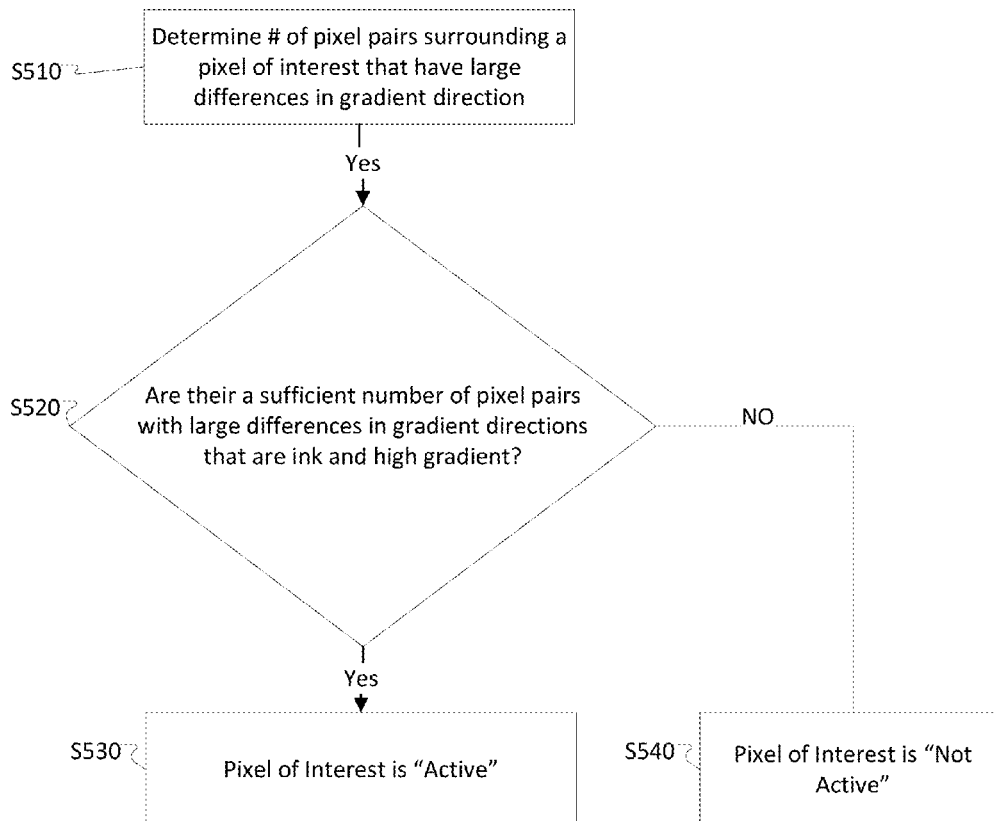 Determine # of pixel pairs surrounding a
pixel of interest that have large
differences in gradient direction
S510
Yes
S520
Are their a sufficient number of pixel pairs
with large differences in gradient directions
that are ink and high gradient?
NO
Yes
S530
Pixel of Interest is “Active”
S540
Pixel of Interest is “Not
Active”